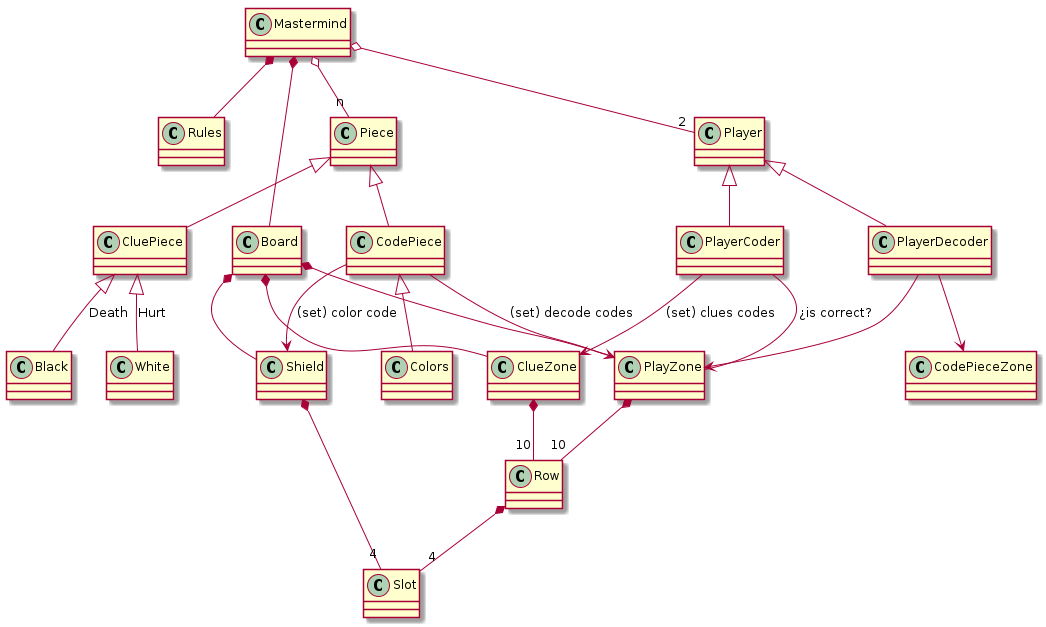 C Mastermind
n
2
C Rules
C Piece
C Player
C CluePiece
C Board
C CodePiece
C PlayerCoder
C PlayerDecoder
Death
Hurt
(set) color code
(set) decode codes
(set) clues codes
¿is correct?
C Black
C White
C Shield
C Colors
C ClueZone
C PlayZone
C CodePieceZone
10
10
C Row
4
4
C Slot